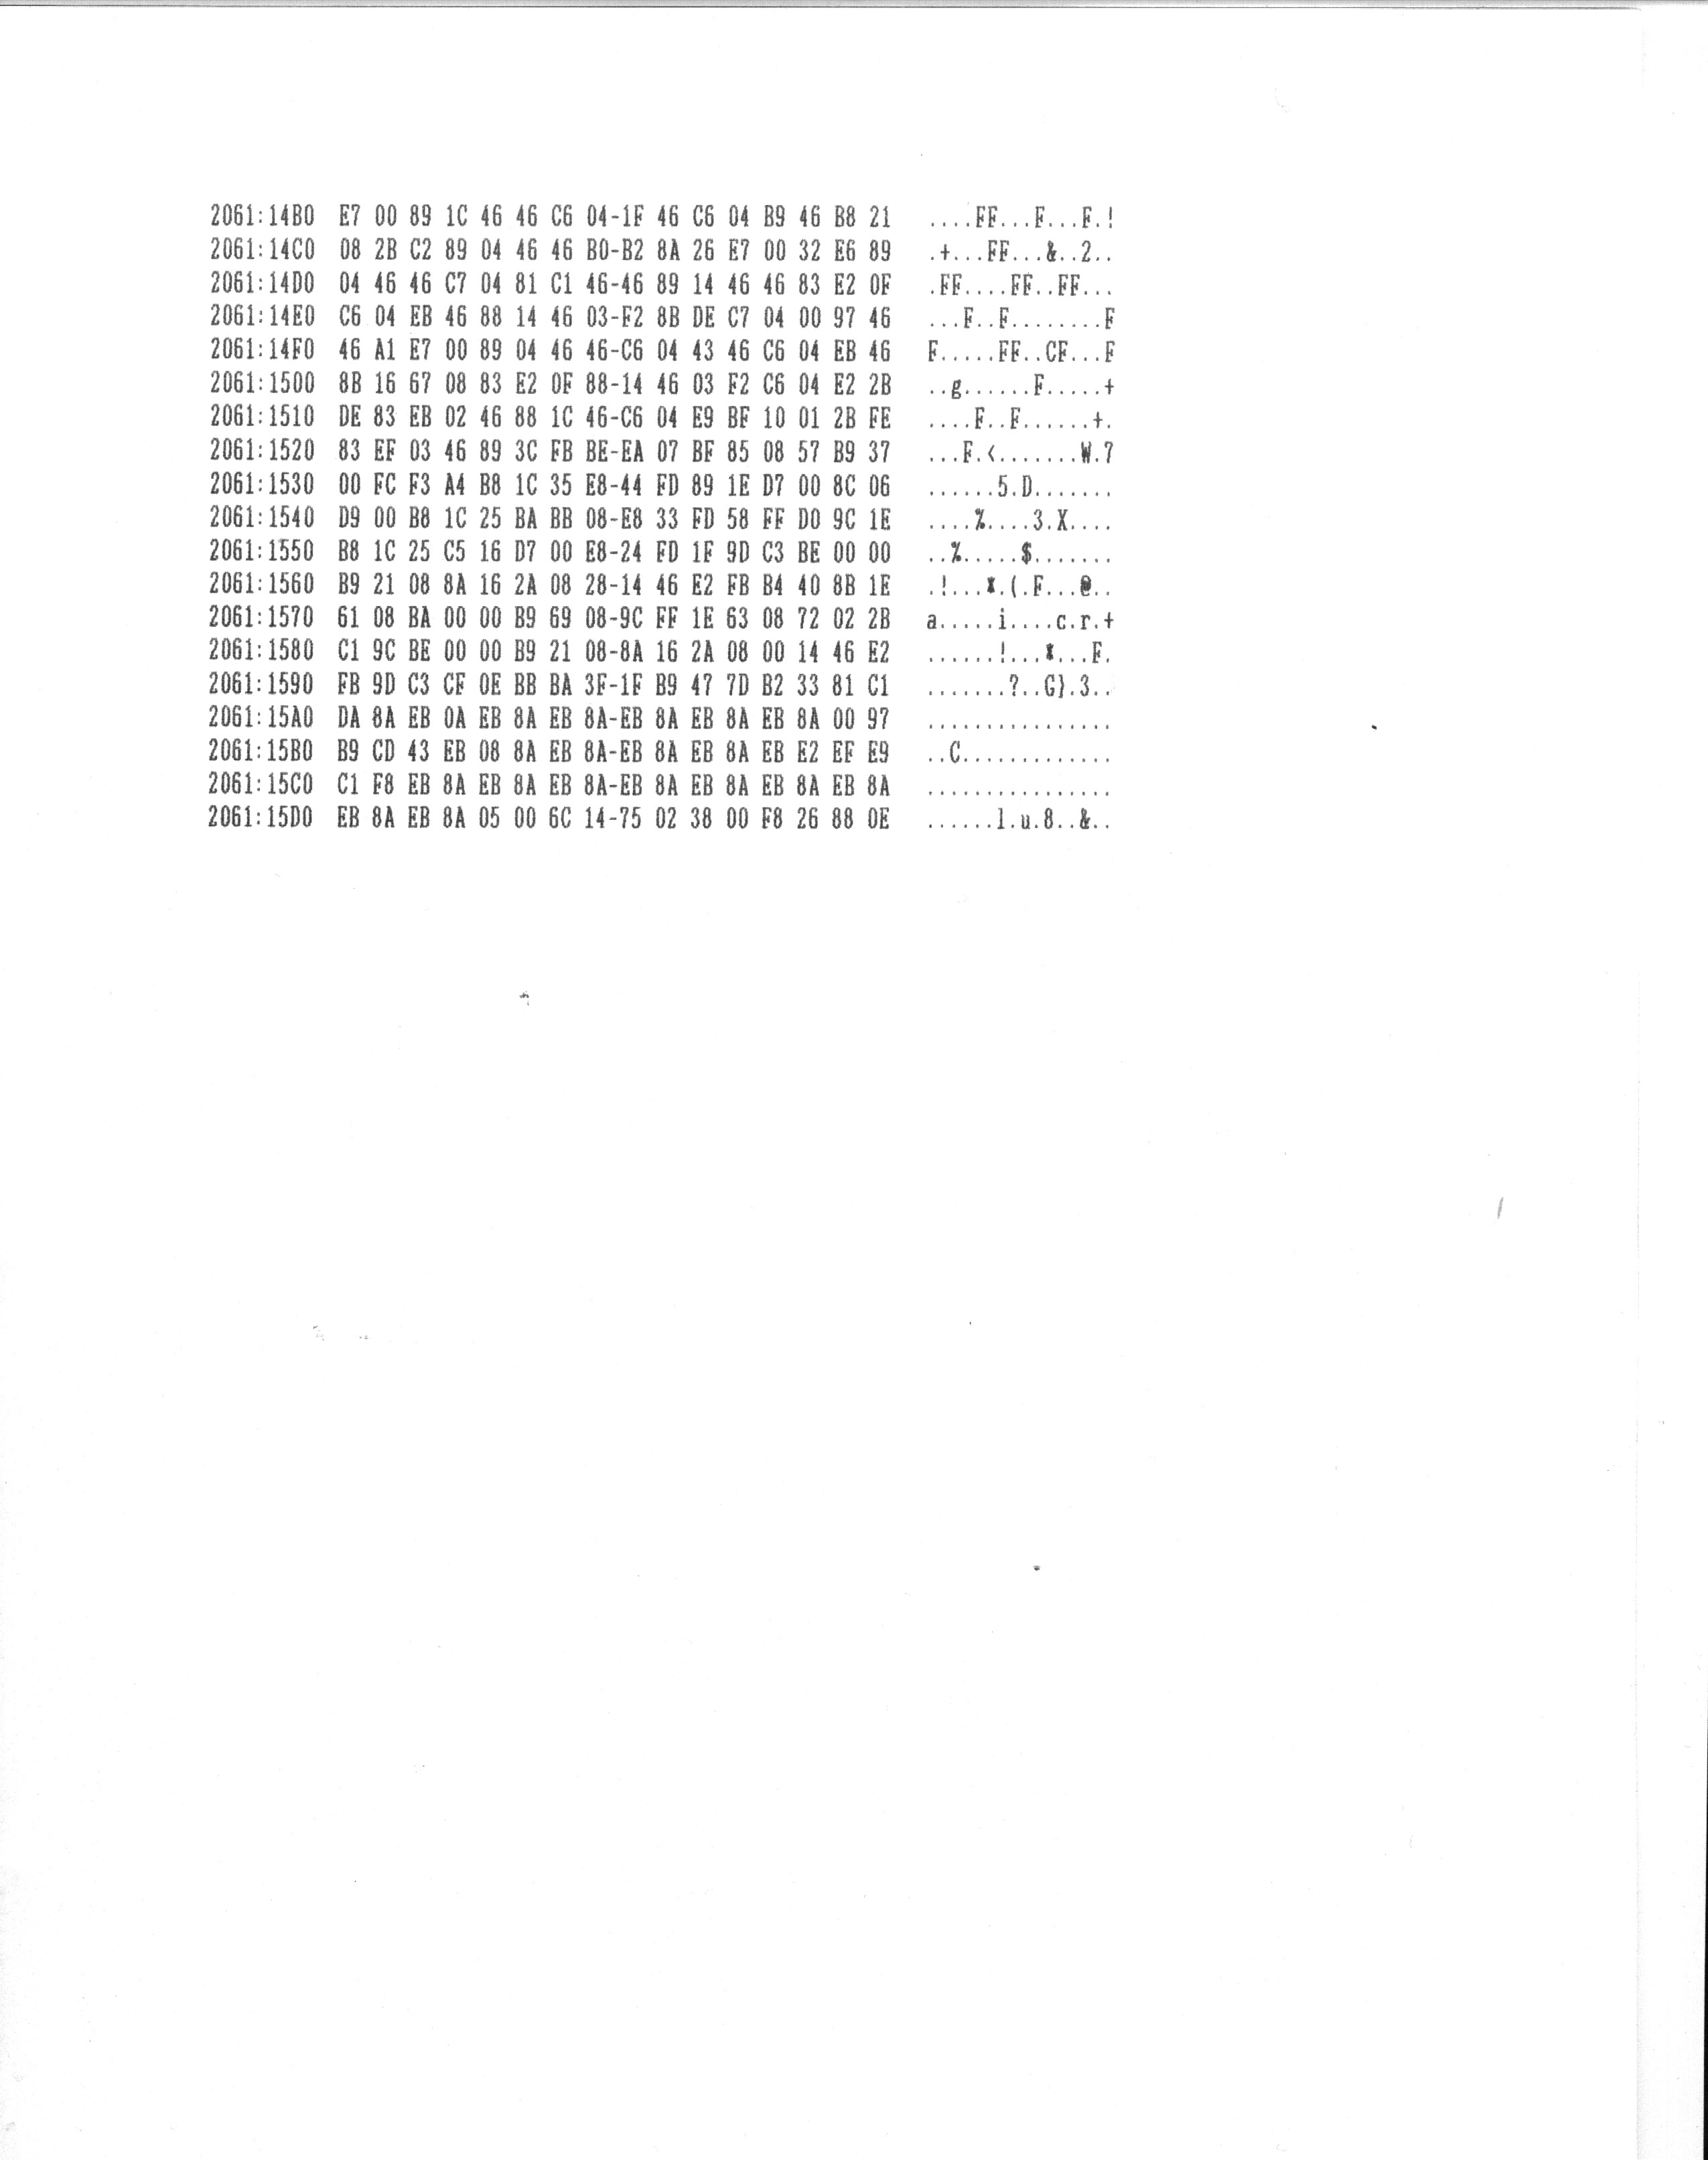 2061:14B0  E7 00 89 1C 46 46 C6 04-1F 46 C6 04 B9 46 B8 21   ....FF...F...F.!
2061:14C0  08 2B C2 89 04 46 46 B0-B2 8A 26 E7 00 32 E6 89   .+...FF...&..2..
2061:14D0  04 46 46 C7 04 81 C1 46-46 89 14 46 46 83 E2 0F   .FF....FF..FF...
2061:14E0  C6 04 EB 46 88 14 46 03-F2 8B DE C7 04 00 97 46   ...F..F........F
2061:14F0  46 A1 E7 00 89 04 46 46-C6 04 43 46 C6 04 EB 46   F.....FF..CF...F
2061:1500  8B 16 67 08 83 E2 0F 88-14 46 03 F2 C6 04 E2 2B   ..g......F.....+
2061:1510  DE 83 EB 02 46 88 1C 46-C6 04 E9 BF 10 01 2B FE   ....F..F......+.
2061:1520  83 EF 03 46 89 3C FB BE-EA 07 BF 85 08 57 B9 37   ...F.<.......W.7
2061:1530  00 FC F3 A4 B8 1C 35 E8-44 FD 89 1E D7 00 8C 06   ......5.D.......
2061:1540  D9 00 B8 1C 25 BA BB 08-E8 33 FD 58 FF D0 9C 1E   ....%....3.X....
2061:1550  B8 1C 25 C5 16 D7 00 E8-24 FD 1F 9D C3 BE 00 00   ..%.....$.......
2061:1560  B9 21 08 8A 16 2A 08 28-14 46 E2 FB B4 40 8B 1E   .!...*.(.F...@..
2061:1570  61 08 BA 00 00 B9 69 08-9C FF 1E 63 08 72 02 2B   a.....i....c.r.+
2061:1580  C1 9C BE 00 00 B9 21 08-8A 16 2A 08 00 14 46 E2   ......!...*...F.
2061:1590  FB 9D C3 CF 0E BB BA 3F-1F B9 47 7D B2 33 81 C1   .......?..G}.3..
2061:15A0  DA 8A EB 0A EB 8A EB 8A-EB 8A EB 8A EB 8A 00 97   ................
2061:15B0  B9 CD 43 EB 08 8A EB 8A-EB 8A EB 8A EB E2 EF E9   ..C.............
2061:15C0  C1 F8 EB 8A EB 8A EB 8A-EB 8A EB 8A EB 8A EB 8A   ................
2061:15D0  EB 8A EB 8A 05 00 6C 14-75 02 38 00 F8 26 88 0E   ......l.u.8..&..